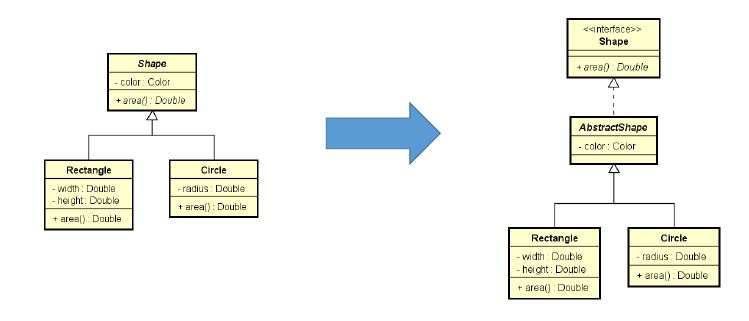 Shape
- color : Color
+ area() : Double
Rectangle
- width : Double
- height : Double
+ area() : Double
Circle
- radius : Double
+ area() : Double
<<interface>>
Shape
+ area() : Double
AbstractShape
- color : Color
Rectangle
- width : Double
- height : Double
+ area() : Double
Circle
- radius : Double
+ area() : Double